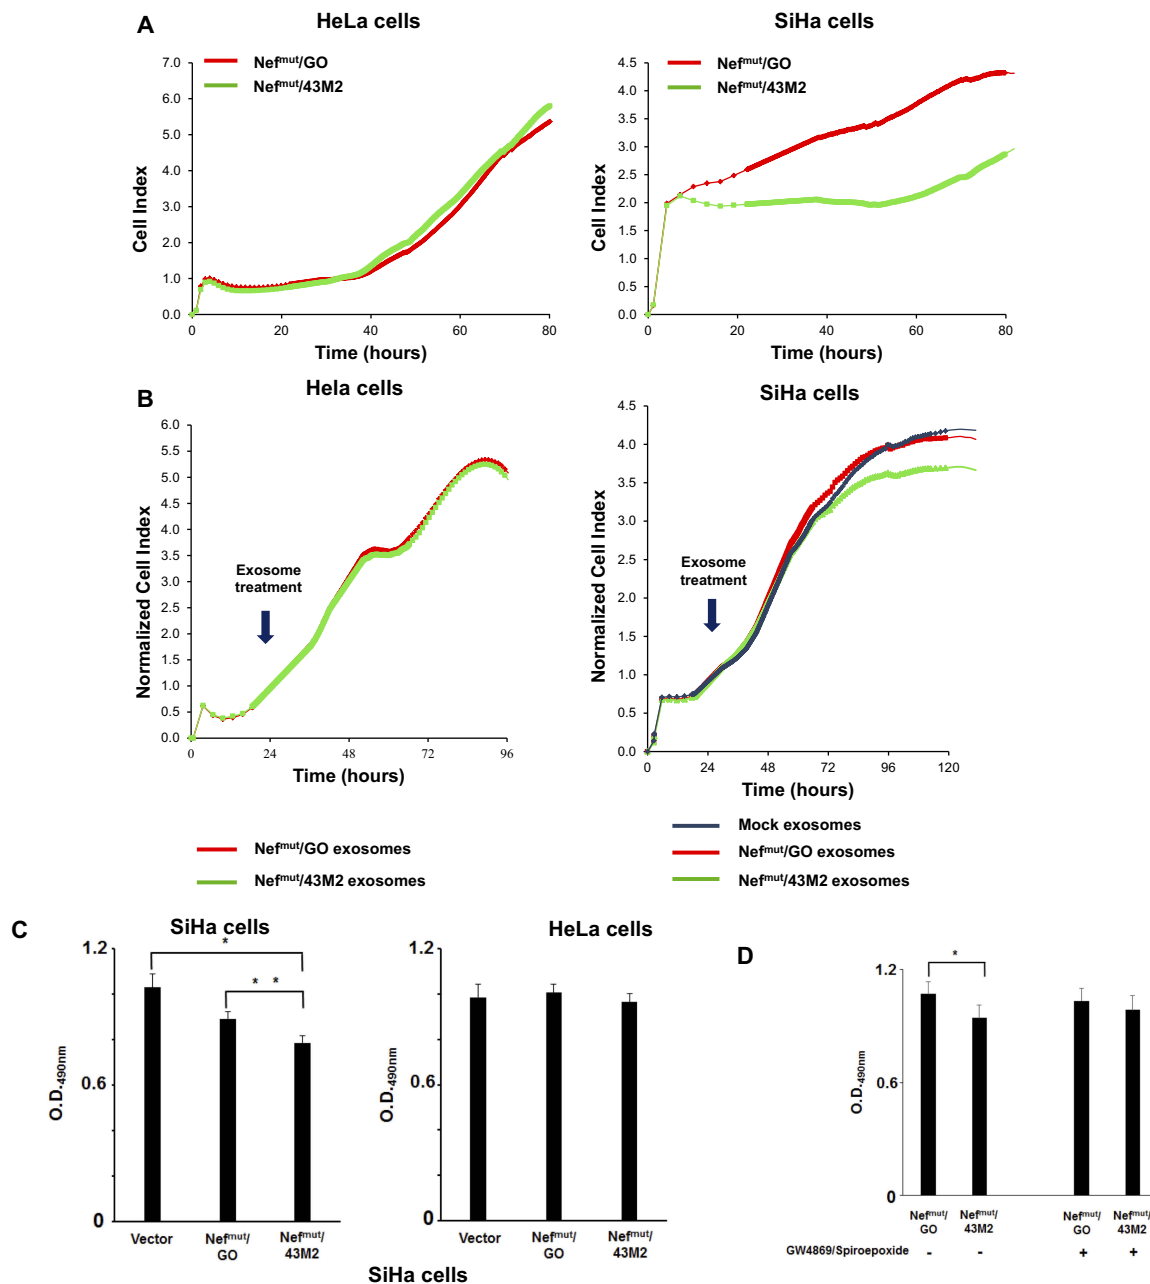 A
HeLa cells
SiHa cells
Nefmut/GO
Nefmut/43M2
Nefmut/GO
Nefmut/43M2
Cell Index
7.0
6.0
5.0
4.0
3.0
2.0
1.0
0.0
0 20 40 60 80
Time (hours)
Cell Index
4.5
4.0
3.5
3.0
2.5
2.0
1.5
1.0
0.5
0.0
0 20 40 60 80
Time (hours)
B
Hela cells
SiHa cells
Normalized Cell Index
6.0
5.5
5.0
4.5
4.0
3.5
3.0
2.5
2.0
1.5
1.0
0.5
0.0
Exosome
treatment
0 24 48 72 96
Time (hours)
Normalized Cell Index
4.5
4.0
3.5
3.0
2.5
2.0
1.5
1.0
0.5
0.0
Exosome
treatment
0 24 48 72 96 120
Time (hours)
Nefmut/GO exosomes
Nefmut/43M2 exosomes
Mock exosomes
Nefmut/GO exosomes
Nefmut/43M2 exosomes
C
SiHa cells
HeLa cells
O.D.490nm
1.2
0.6
0
*
* *
Vector Nefmut/GO Nefmut/43M2
O.D.490nm
1.2
0.6
0
Vector Nefmut/GO Nefmut/43M2
SiHa cells
D
O.D.490nm
1.2
0.6
0
*
Nefmut/GO Nefmut/43M2 Nefmut/GO Nefmut/43M2
GW4869/Spiroepoxide - - + +